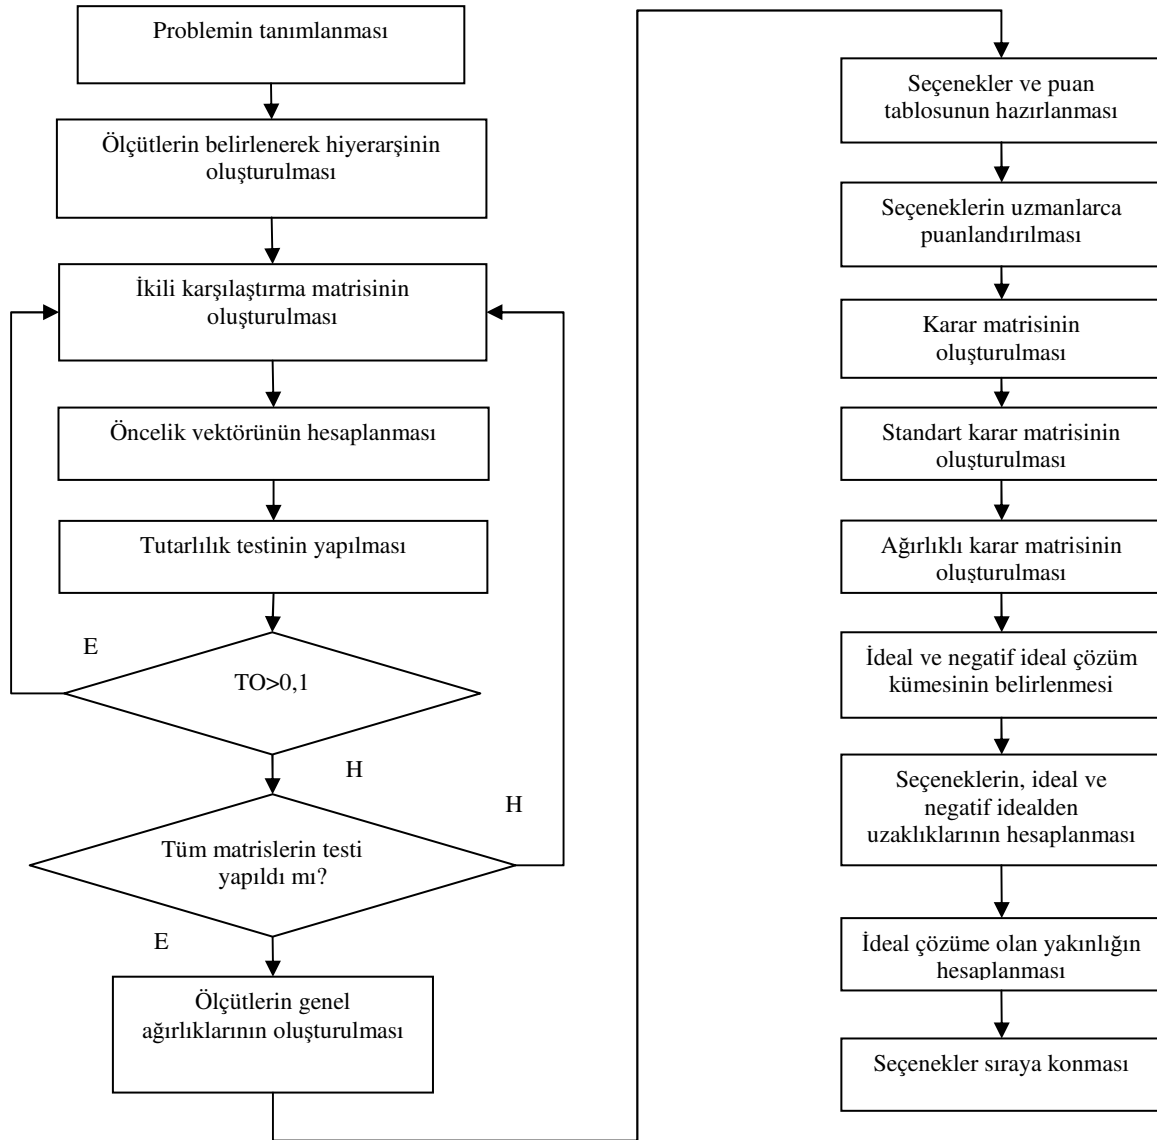 Problemin tanımlanması
Ölçütlerin belirlenerek hiyerarşinin
oluşturulması
İkili karşılaştırma matrisinin
oluşturulması
Öncelik vektörünün hesaplanması
Tutarlılık testinin yapılması
E
TO>0,1
H
H
Tüm matrislerin testi
yapıldı mı?
E
Ölçütlerin genel
ağırlıklarının oluşturulması
Seçenekler ve puan
tablosunun hazırlanması
Seçeneklerin uzmanlarca
puanlandırılması
Karar matrisinin
oluşturulması
Standart karar matrisinin
oluşturulması
Ağırlıklı karar matrisinin
oluşturulması
İdeal ve negatif ideal çözüm
kümesinin belirlenmesi
Seçeneklerin, ideal ve
negatif idealden
uzaklıklarının hesaplanması
İdeal çözüme olan yakınlığın
hesaplanması
Seçenekler sıraya konması